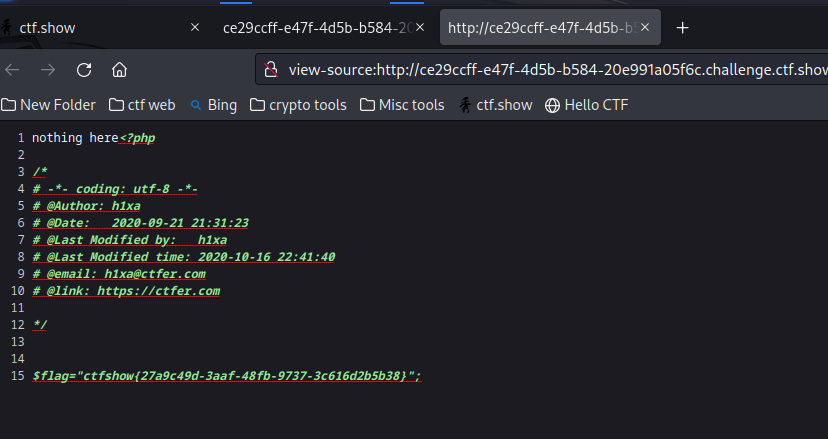 ctf.show
ce29ccff-e47f-4d5b-b584-20
http://ce29ccff-e47f-4d5b-b5
view-source:http://ce29ccff-e47f-4d5b-b584-20e991a05f6c.challenge.ctf.show
New Folder ctf web Bing crypto tools Misc tools ctf.show Hello CTF
1 nothing here<?php
2
3 /*
4 # -*- coding: utf-8 -*-
5 # @Author: h1xa
6 # @Date:   2020-09-21 21:31:23
7 # @Last Modified by:   h1xa
8 # @Last Modified time: 2020-10-16 22:41:40
9 # @email: h1xa@ctfer.com
10 # @link: https://ctfer.com
11
12 */
13
14
15 $flag="ctfshow{27a9c49d-3aaf-48fb-9737-3c616d2b5b38}";